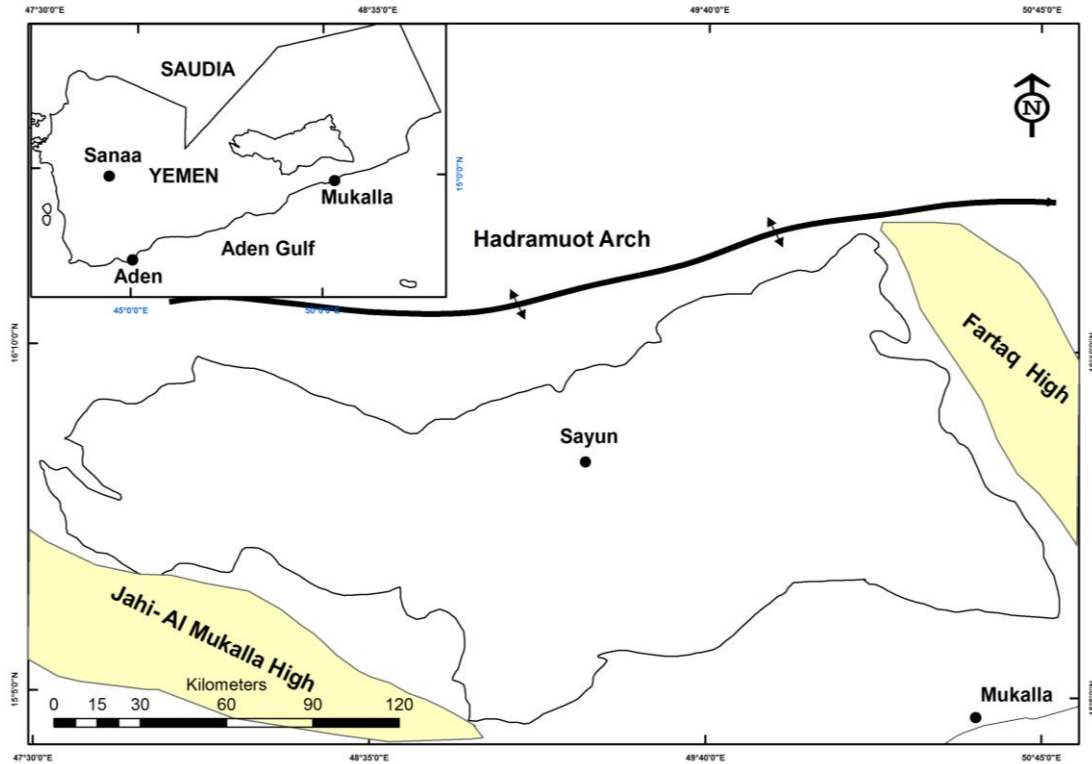 47°30'0"E
48°35'0"E
49°40'0"E
50°45'0"E
SAUDIA
N
Sanaa
YEMEN
Mukalla
15°0'0"N
Aden Gulf
Aden
45°0'0"E
50°0'0"E
Hadramuot Arch
16°10'0"N
Fartaq High
Sayun
Jahi- Al Mukalla High
Kilometers
0 15 30 60 90 120
15°5'0"N
Mukalla
47°30'0"E
48°35'0"E
49°40'0"E
50°45'0"E